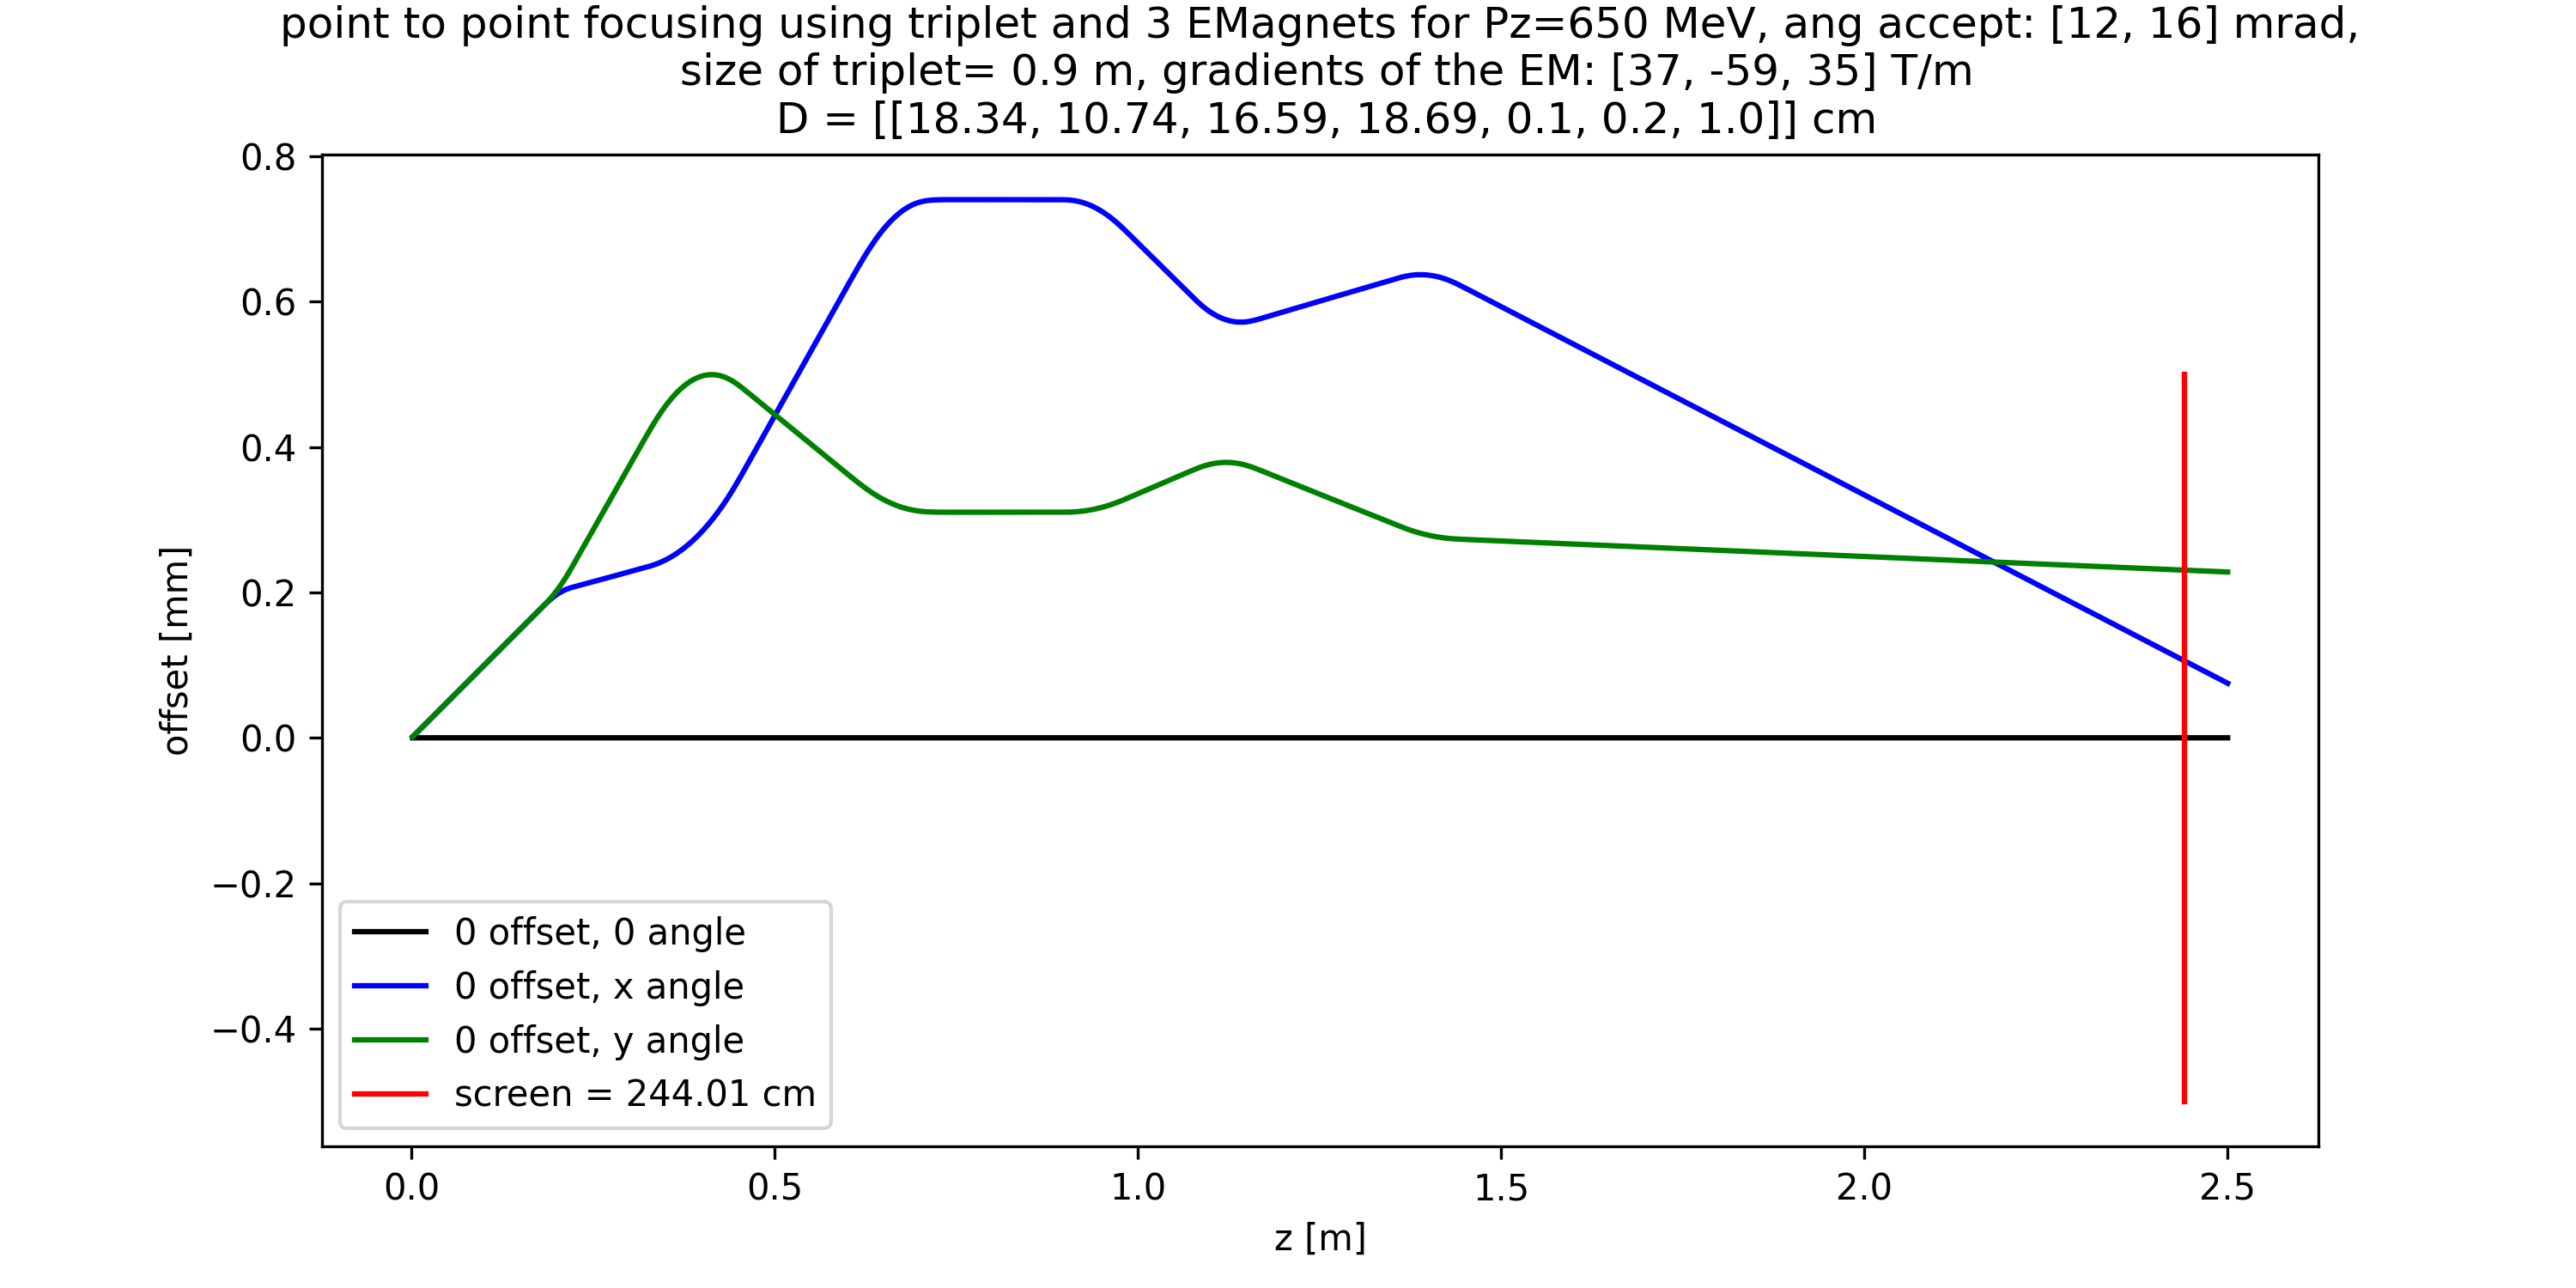 point to point focusing using triplet and 3 EMagnets for Pz=650 MeV, ang accept: [12, 16] mrad,
size of triplet= 0.9 m, gradients of the EM: [37, -59, 35] T/m
D = [[18.34, 10.74, 16.59, 18.69, 0.1, 0.2, 1.0]] cm
0.8
0.6
0.4
0.2
0.0
−0.2
−0.4
offset [mm]
0 offset, 0 angle
0 offset, x angle
0 offset, y angle
screen = 244.01 cm
0.0 0.5 1.0 1.5 2.0 2.5
z [m]